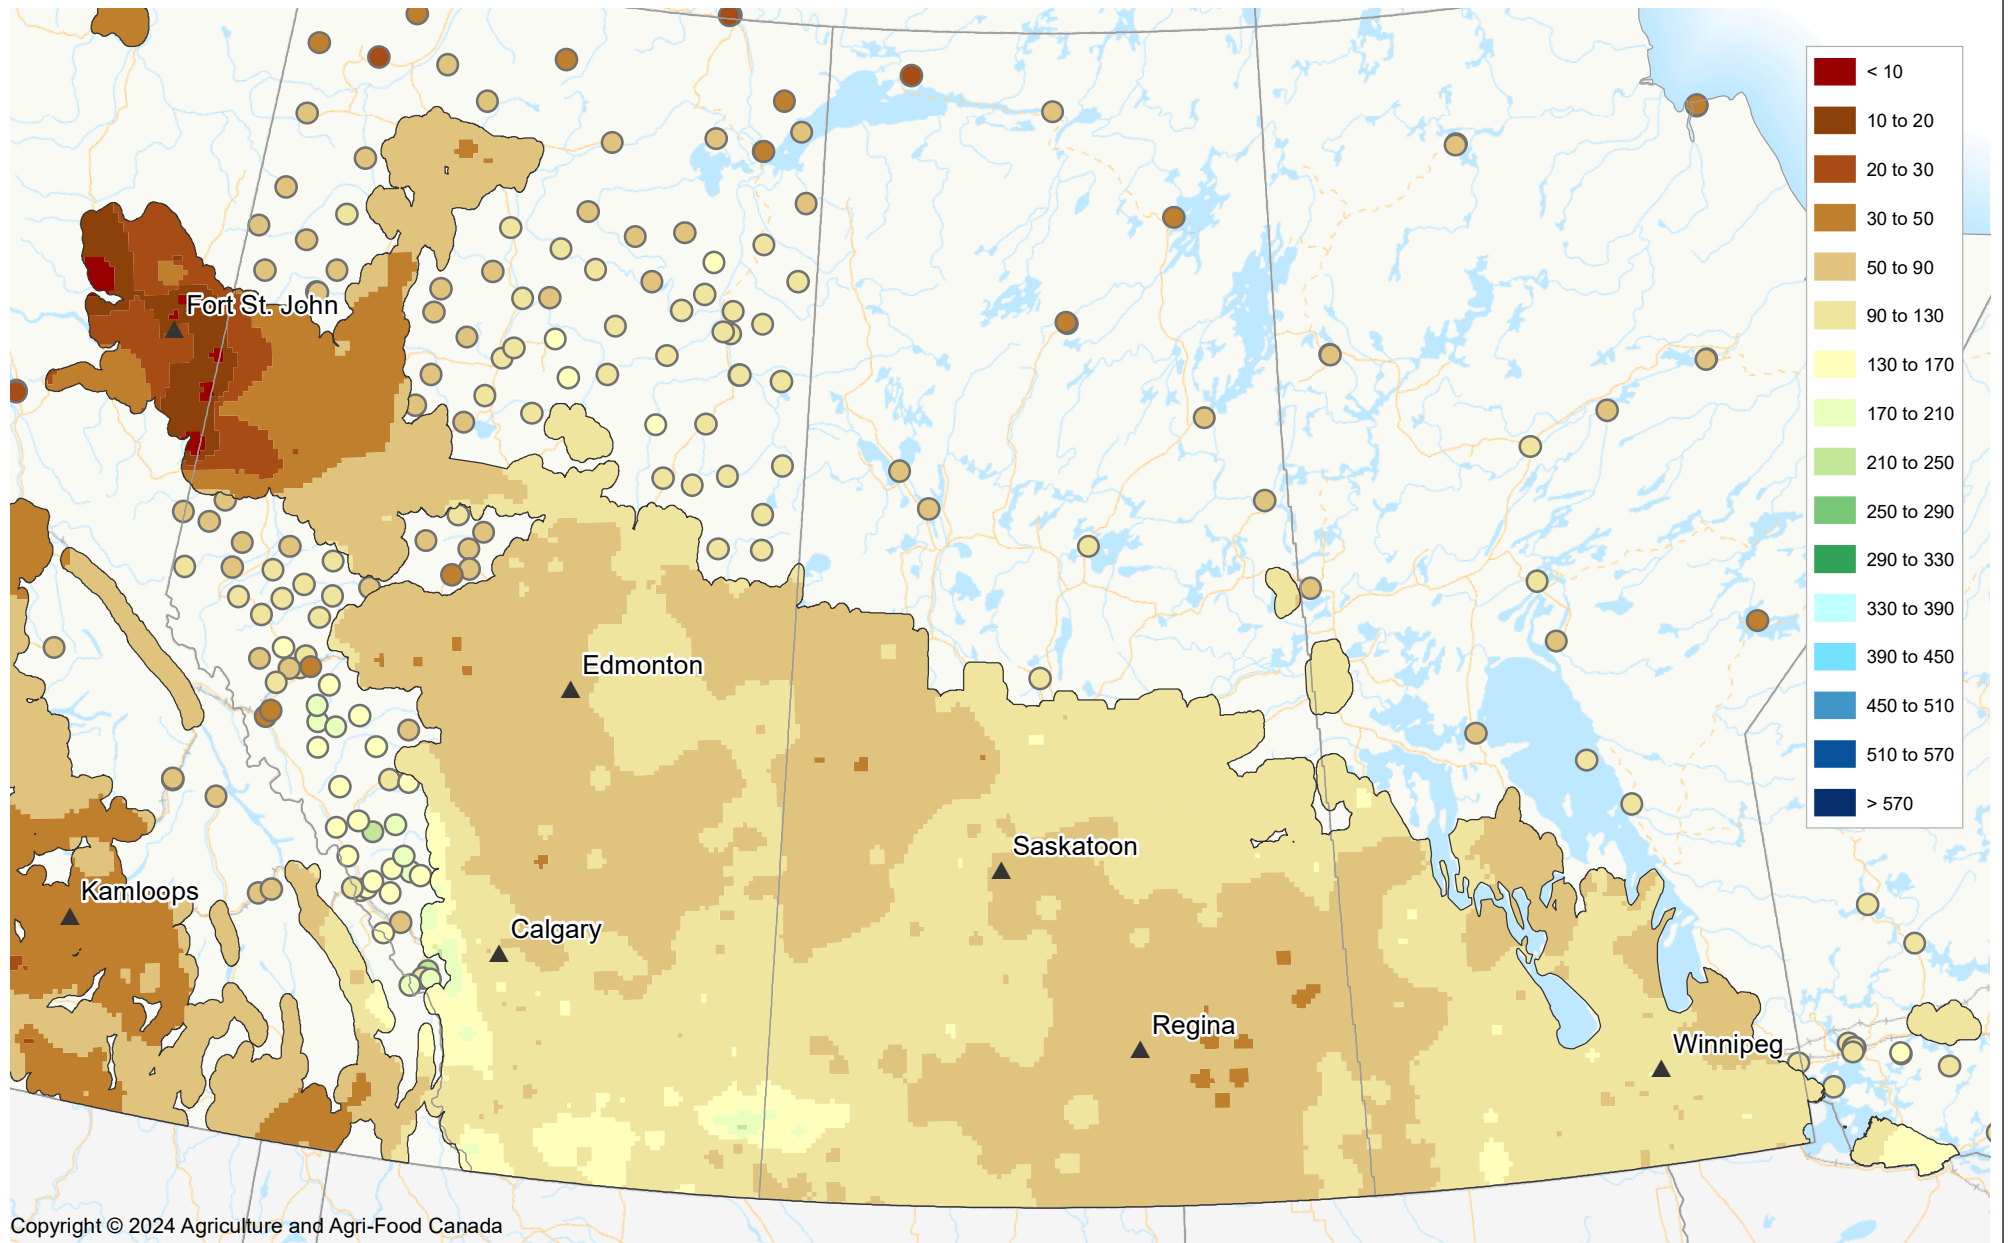 < 10
10 to 20
20 to 30
30 to 50
50 to 90
90 to 130
130 to 170
170 to 210
210 to 250
250 to 290
290 to 330
330 to 390
390 to 450
450 to 510
510 to 570
> 570
Fort St. John
Edmonton
Saskatoon
Kamloops
Calgary
Regina
Winnipeg
Copyright © 2024 Agriculture and Agri-Food Canada